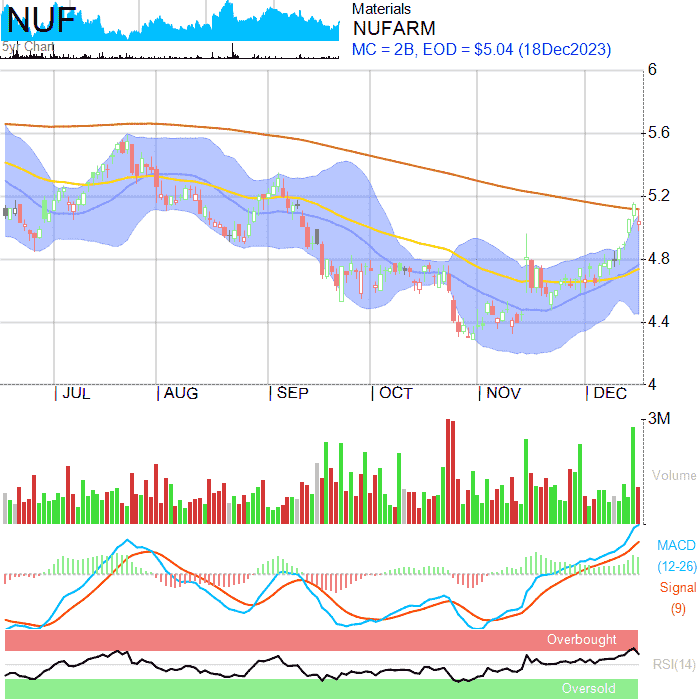 NUF
5yr Chart
Materials
NUFARM
MC = 2B, EOD = $5.04 (18Dec2023)
6
5.6
5.2
4.8
4.4
4
JUL AUG SEP OCT NOV DEC
3M
Volume
MACD
(12-26)
Signal
(9)
Overbought
RSI(14)
Oversold